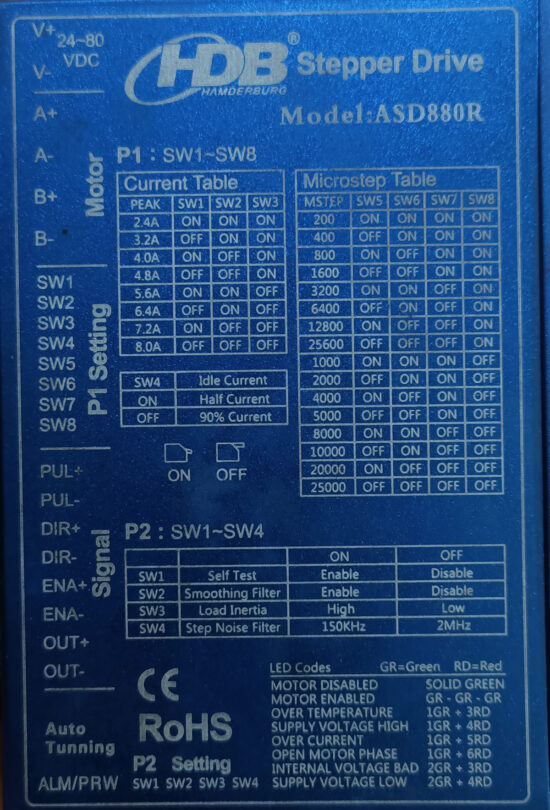 V+
24~80
VDC
V-
A+
A-
B+
B-
Motor
SW1
SW2
SW3
SW4
SW5
SW6
SW7
SW8
P1 Setting
PUL+
PUL-
DIR+
DIR-
ENA+
ENA-
OUT+
OUT-
Signal
Auto
Tunning
ALM/PRW
HDB® Stepper Drive
HAMDERBURG
Model:ASD880R
P1 : SW1~SW8
Current Table
PEAK SW1 SW2 SW3
2.4A ON ON ON
3.2A OFF ON ON
4.0A ON OFF ON
4.8A OFF OFF ON
5.6A ON ON OFF
6.4A OFF ON OFF
7.2A ON OFF OFF
8.0A OFF OFF OFF
SW4 Idle Current
ON Half Current
OFF 90% Current
ON OFF
Microstep Table
MSTEP SW5 SW6 SW7 SW8
200 ON ON ON ON
400 OFF ON ON ON
800 ON OFF ON ON
1600 OFF OFF ON ON
3200 ON ON OFF ON
6400 OFF ON OFF ON
12800 ON OFF OFF ON
25600 OFF OFF OFF ON
1000 ON ON ON OFF
2000 OFF ON ON OFF
4000 ON OFF ON OFF
5000 OFF OFF ON OFF
8000 ON ON OFF OFF
10000 OFF ON OFF OFF
20000 ON OFF OFF OFF
25000 OFF OFF OFF OFF
P2 : SW1~SW4
ON OFF
SW1 Self Test Enable Disable
SW2 Smoothing Filter Enable Disable
SW3 Load Inertia High Low
SW4 Step Noise Filter 150KHz 2MHz
CE
RoHS
P2 Setting
SW1 SW2 SW3 SW4
LED Codes GR=Green RD=Red
MOTOR DISABLED SOLID GREEN
MOTOR ENABLED GR - GR - GR
OVER TEMPERATURE 1GR + 3RD
SUPPLY VOLTAGE HIGH 1GR + 4RD
OVER CURRENT 1GR + 5RD
OPEN MOTOR PHASE 1GR + 6RD
INTERNAL VOLTAGE BAD 2GR + 3RD
SUPPLY VOLTAGE LOW 2GR + 4RD